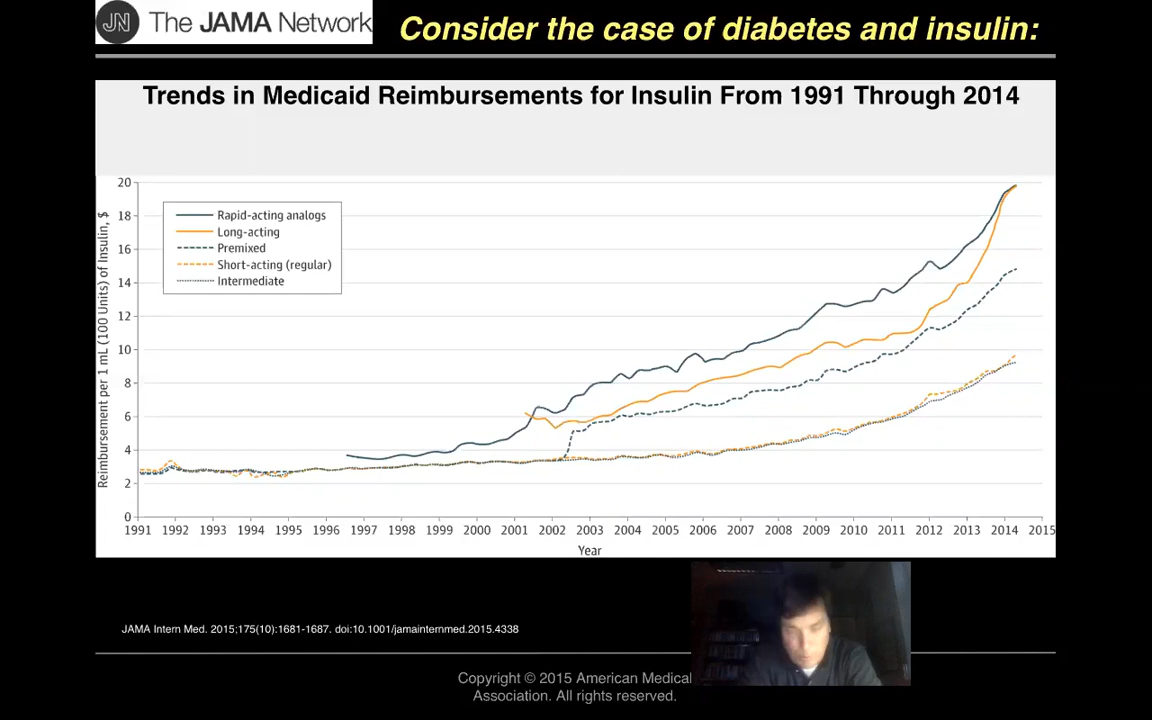 JN The JAMA Network
Consider the case of diabetes and insulin:
Trends in Medicaid Reimbursements for Insulin From 1991 Through 2014
Reimbursement per 1 mL (100 Units) of Insulin, $
20
18
16
14
12
10
8
6
4
2
0
Rapid-acting analogs
Long-acting
Premixed
Short-acting (regular)
Intermediate
1991 1992 1993 1994 1995 1996 1997 1998 1999 2000 2001 2002 2003 2004 2005 2006 2007 2008 2009 2010 2011 2012 2013 2014 2015
Year
JAMA Intern Med. 2015;175(10):1681-1687. doi:10.1001/jamainternmed.2015.4338
Copyright © 2015 American Medical
Association. All rights reserved.